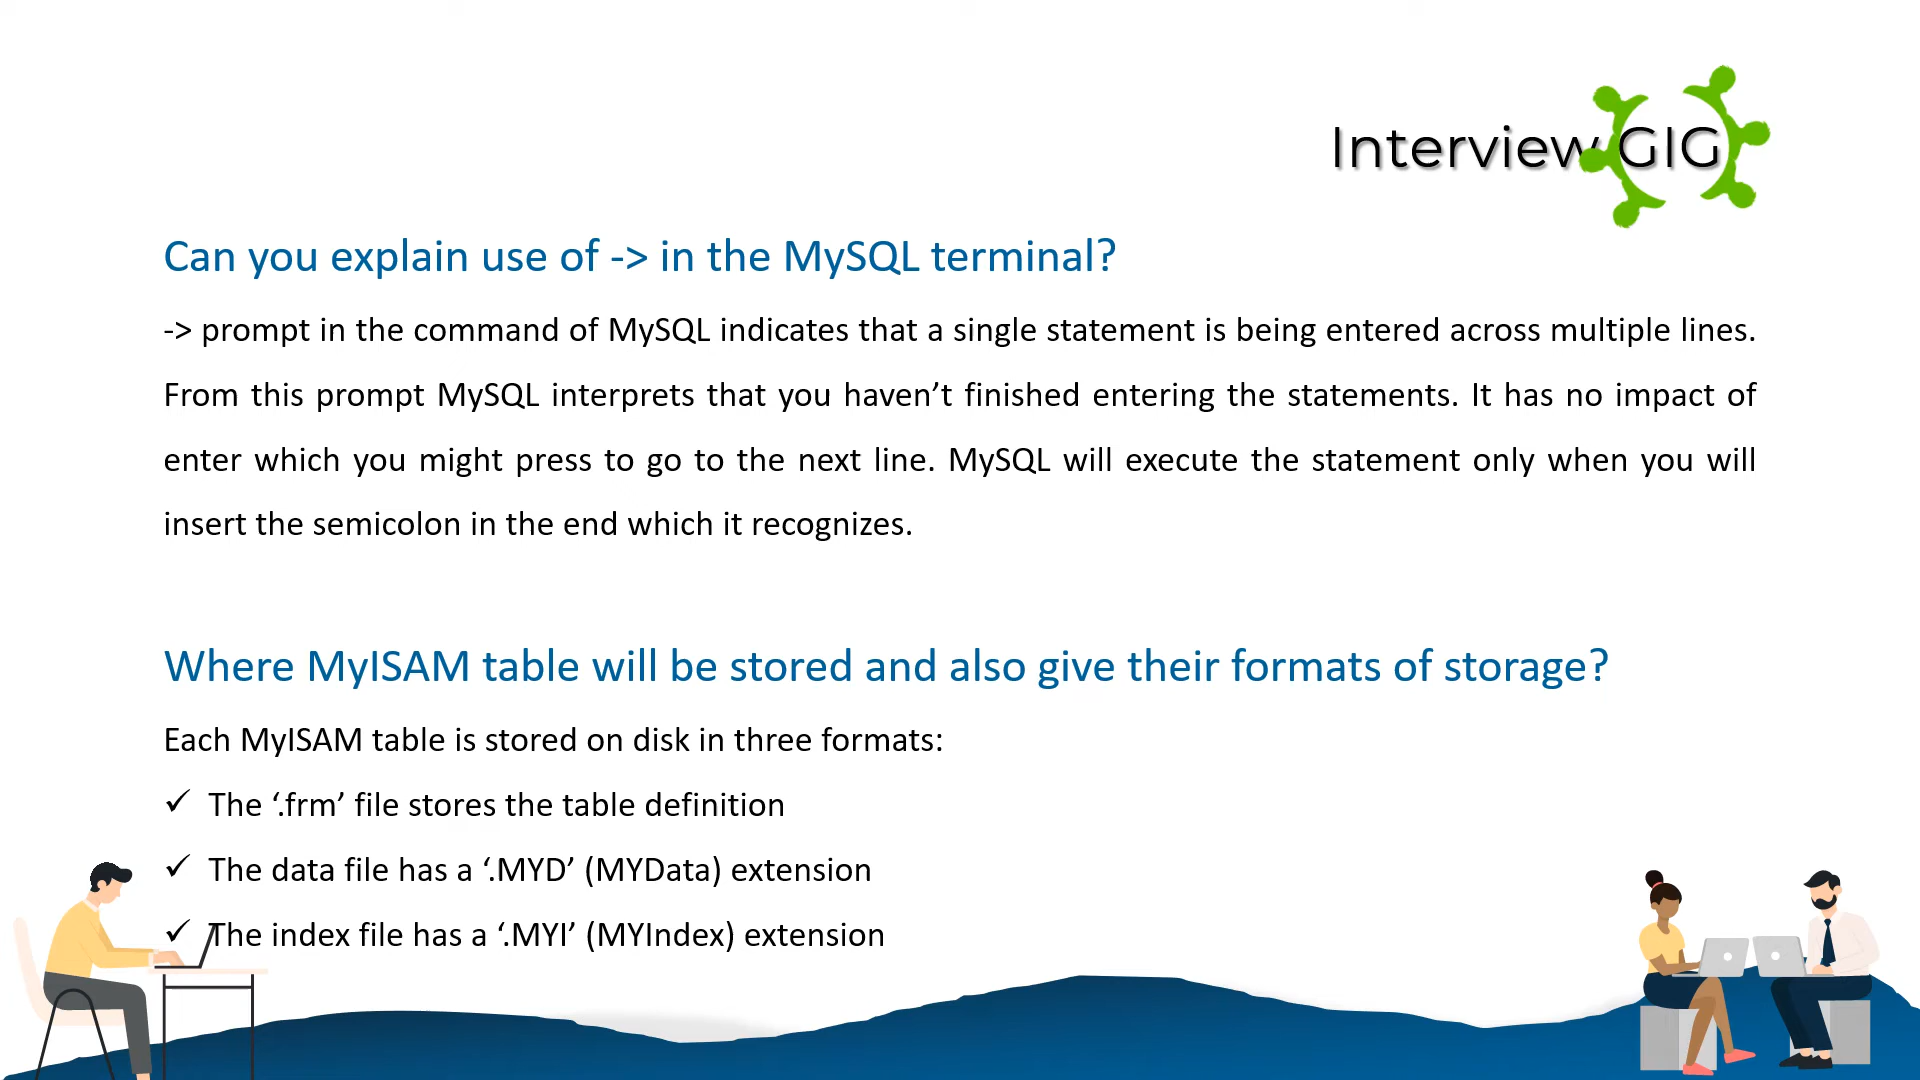 Interview GIG
Can you explain use of -> in the MySQL terminal?
-> prompt in the command of MySQL indicates that a single statement is being entered across multiple lines.
From this prompt MySQL interprets that you haven’t finished entering the statements. It has no impact of
enter which you might press to go to the next line. MySQL will execute the statement only when you will
insert the semicolon in the end which it recognizes.
Where MyISAM table will be stored and also give their formats of storage?
Each MyISAM table is stored on disk in three formats:
✓ The ‘.frm’ file stores the table definition
✓ The data file has a ‘.MYD’ (MYData) extension
✓ The index file has a ‘.MYI’ (MYIndex) extension